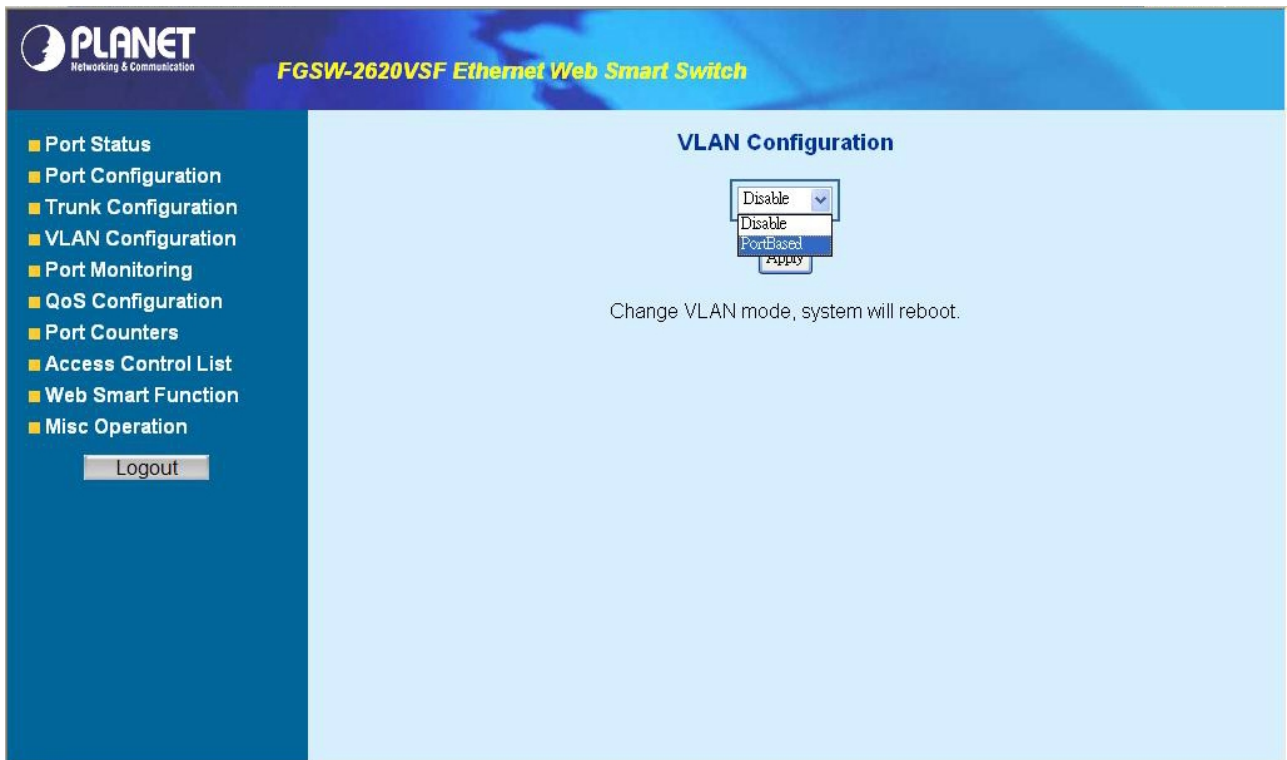 PLANET
Networking & Communication
FGSW-2620VSF Ethernet Web Smart Switch
Port Status
Port Configuration
Trunk Configuration
VLAN Configuration
Port Monitoring
QoS Configuration
Port Counters
Access Control List
Web Smart Function
Misc Operation
Logout
VLAN Configuration
Disable
Disable
PortBased
Apply
Change VLAN mode, system will reboot.